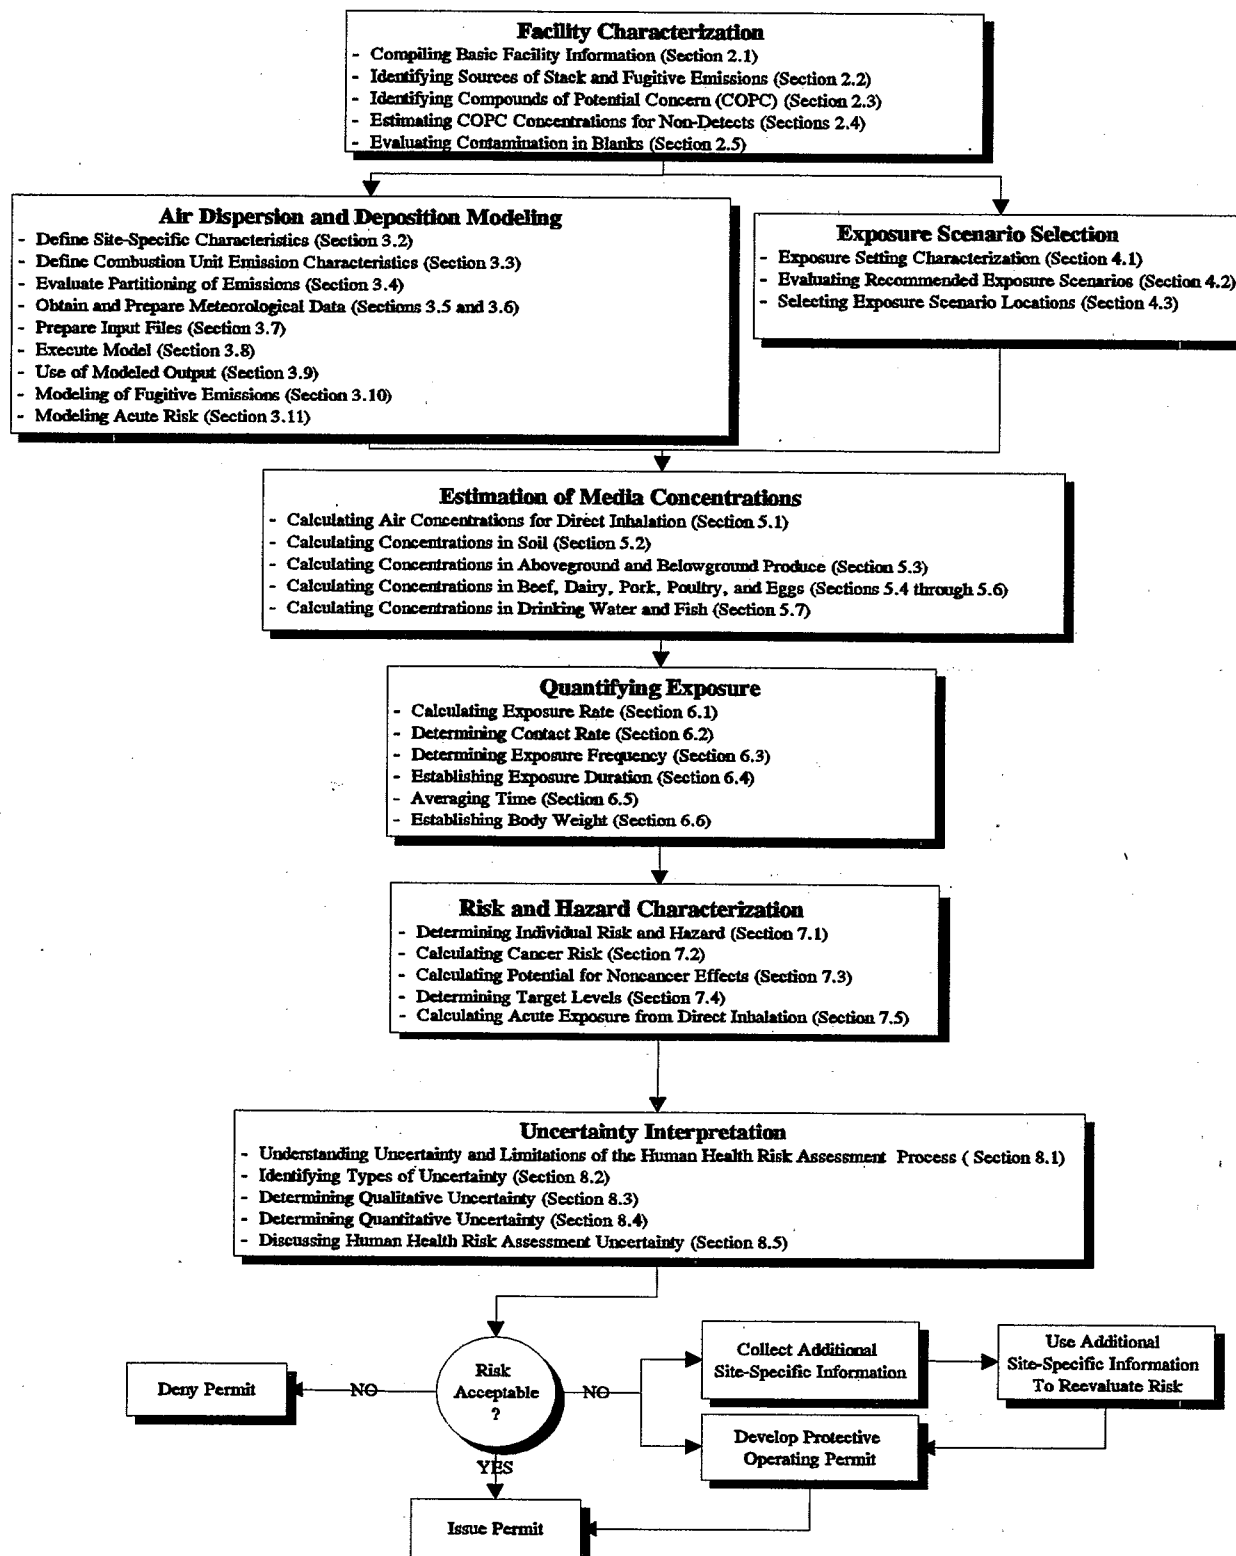 Facility Characterization
- Compiling Basic Facility Information (Section 2.1)
- Identifying Sources of Stack and Fugitive Emissions (Section 2.2)
- Identifying Compounds of Potential Concern (COPC) (Section 2.3)
- Estimating COPC Concentrations for Non-Detects (Sections 2.4)
- Evaluating Contamination in Blanks (Section 2.5)
Air Dispersion and Deposition Modeling
- Define Site-Specific Characteristics (Section 3.2)
- Define Combustion Unit Emission Characteristics (Section 3.3)
- Evaluate Partitioning of Emissions (Section 3.4)
- Obtain and Prepare Meteorological Data (Sections 3.5 and 3.6)
- Prepare Input Files (Section 3.7)
- Execute Model (Section 3.8)
- Use of Modeled Output (Section 3.9)
- Modeling of Fugitive Emissions (Section 3.10)
- Modeling Acute Risk (Section 3.11)
Exposure Scenario Selection
- Exposure Setting Characterization (Section 4.1)
- Evaluating Recommended Exposure Scenarios (Section 4.2)
- Selecting Exposure Scenario Locations (Section 4.3)
Estimation of Media Concentrations
- Calculating Air Concentrations for Direct Inhalation (Section 5.1)
- Calculating Concentrations in Soil (Section 5.2)
- Calculating Concentrations in Aboveground and Belowground Produce (Section 5.3)
- Calculating Concentrations in Beef, Dairy, Pork, Poultry, and Eggs (Sections 5.4 through 5.6)
- Calculating Concentrations in Drinking Water and Fish (Section 5.7)
Quantifying Exposure
- Calculating Exposure Rate (Section 6.1)
- Determining Contact Rate (Section 6.2)
- Determining Exposure Frequency (Section 6.3)
- Establishing Exposure Duration (Section 6.4)
- Averaging Time (Section 6.5)
- Establishing Body Weight (Section 6.6)
Risk and Hazard Characterization
- Determining Individual Risk and Hazard (Section 7.1)
- Calculating Cancer Risk (Section 7.2)
- Calculating Potential for Noncancer Effects (Section 7.3)
- Determining Target Levels (Section 7.4)
- Calculating Acute Exposure from Direct Inhalation (Section 7.5)
Uncertainty Interpretation
- Understanding Uncertainty and Limitations of the Human Health Risk Assessment Process ( Section 8.1)
- Identifying Types of Uncertainty (Section 8.2)
- Determining Qualitative Uncertainty (Section 8.3)
- Determining Quantitative Uncertainty (Section 8.4)
- Discussing Human Health Risk Assessment Uncertainty (Section 8.5)
Deny Permit
NO
Risk
Acceptable
?
NO
YES
Collect Additional
Site-Specific Information
Use Additional
Site-Specific Information
To Reevaluate Risk
Develop Protective
Operating Permit
Issue Permit